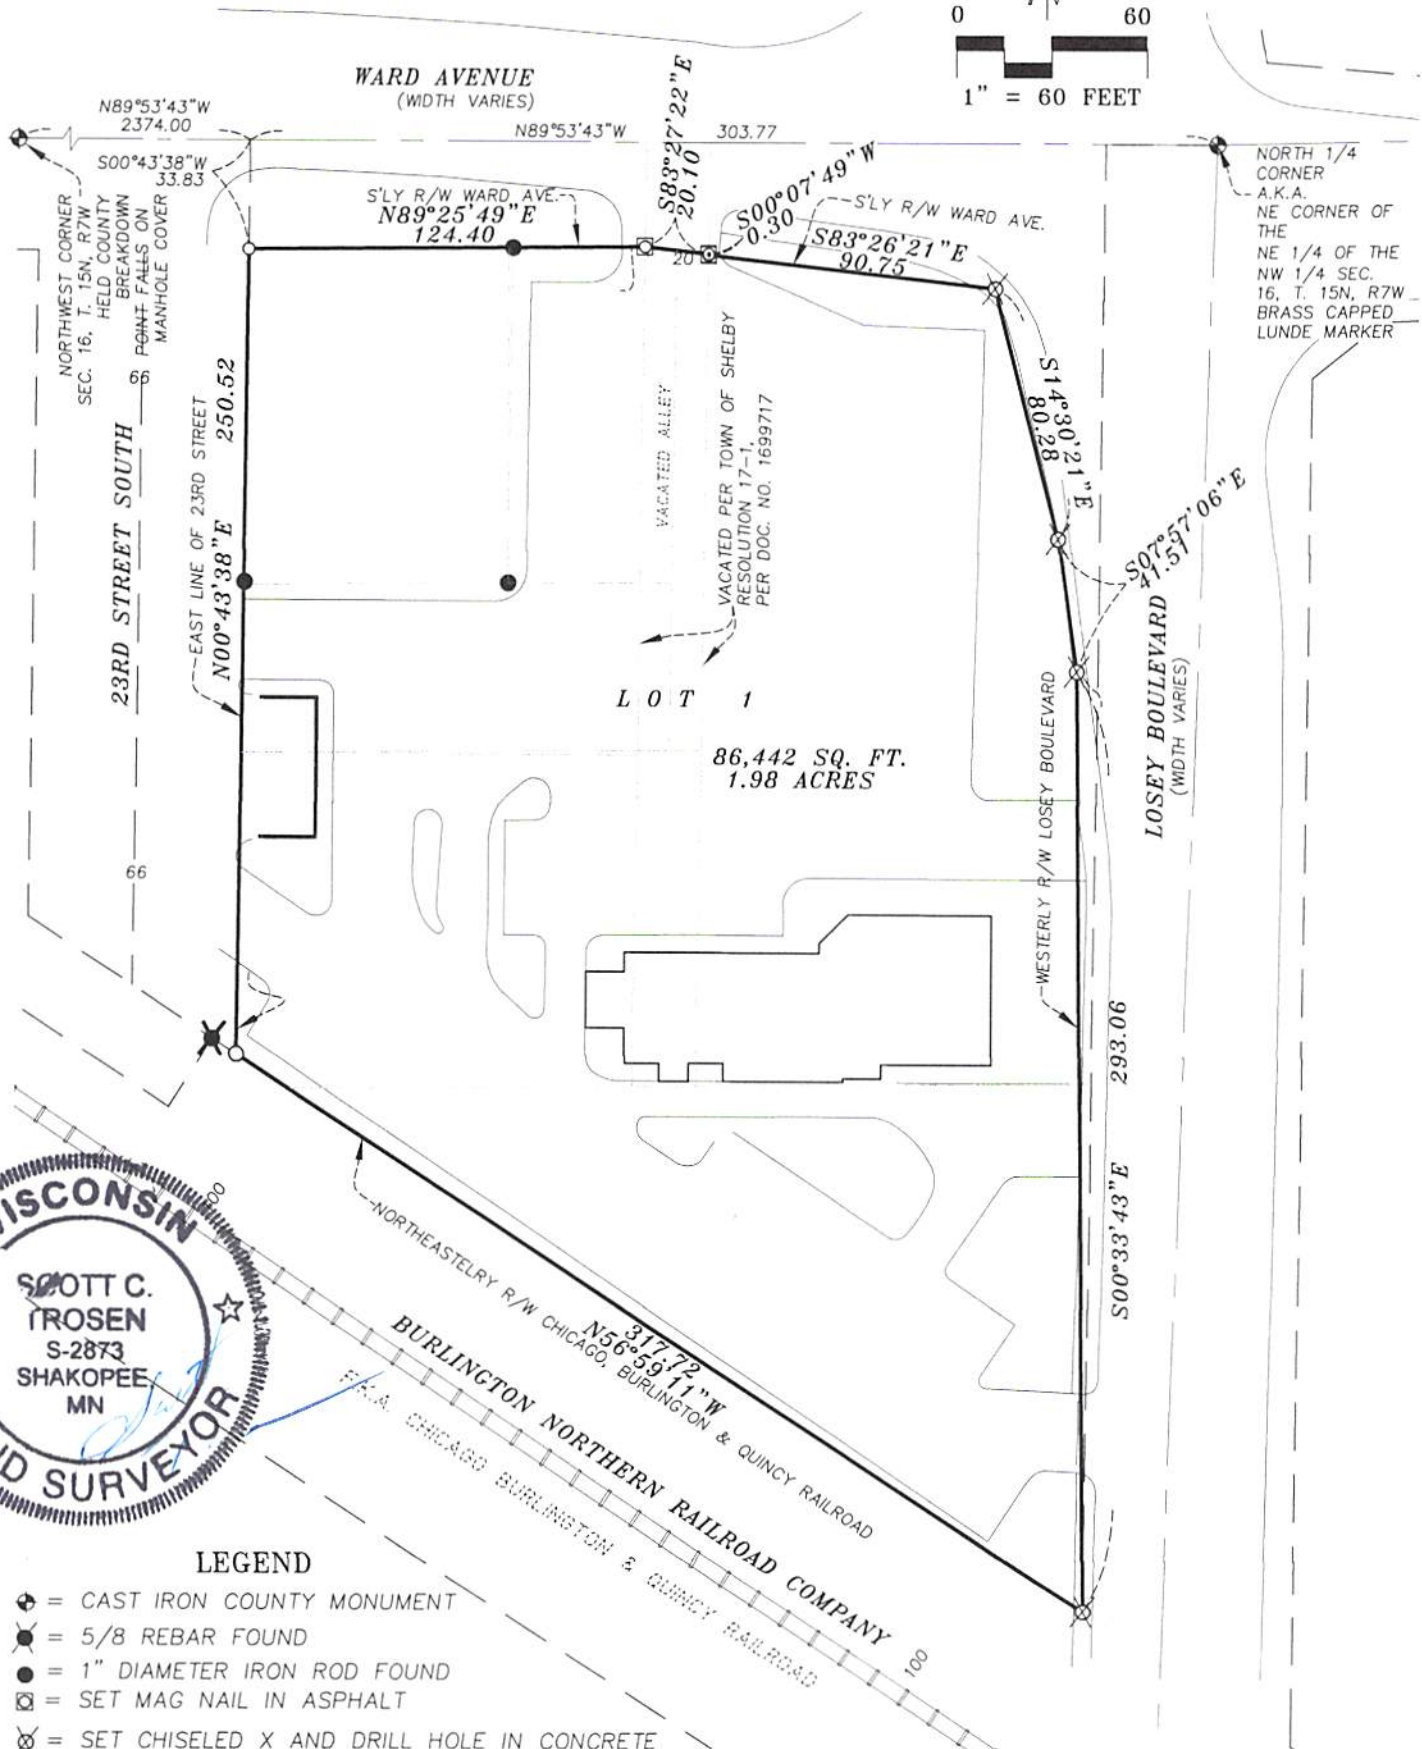 0 N 60
1" = 60 FEET
WARD AVENUE
(WIDTH VARIES)
N89°53'43"W
2374.00
N89°53'43"W 303.77
S00°43'38"W
33.83
S83°27'22"E
20.10
S00°07'49"W
0.30
S'LY R/W WARD AVE.
N89°25'49"E
124.40
S'LY R/W WARD AVE.
S83°26'21"E
90.75
20
NORTH 1/4
CORNER
A.K.A.
NE CORNER OF
THE
NE 1/4 OF THE
NW 1/4 SEC.
16, T. 15N, R7W
BRASS CAPPED
LUNDE MARKER
NORTHWEST CORNER
SEC. 16, T. 15N, R7W
HELD COUNTY
BREAKDOWN
POINT FALLS ON
MANHOLE COVER
66
23RD STREET SOUTH
66
EAST LINE OF 23RD STREET
N00°43'38"E 250.52
VACATED ALLEY
VACATED PER TOWN OF SHELBY
RESOLUTION 17-1,
PER DOC. NO. 1699717
S14°30'21"E
80.28
S07°57'06"E
41.51
LOSEY BOULEVARD
(WIDTH VARIES)
WESTERLY R/W LOSEY BOULEVARD
LOT 1
86,442 SQ. FT.
1.98 ACRES
S00°33'43"E 293.06
NORTHEASTELRY R/W CHICAGO, BURLINGTON & QUINCY RAILROAD
317.72
N56°59'11"W
BURLINGTON NORTHERN RAILROAD COMPANY
F.K.A. CHICAGO BURLINGTON & QUINCY RAILROAD
100
WISCONSIN
SCOTT C.
TROSEN
S-2873
SHAKOPEE,
MN
SURVEYOR
LEGEND
= CAST IRON COUNTY MONUMENT
= 5/8 REBAR FOUND
= 1" DIAMETER IRON ROD FOUND
= SET MAG NAIL IN ASPHALT
= SET CHISELED X AND DRILL HOLE IN CONCRETE